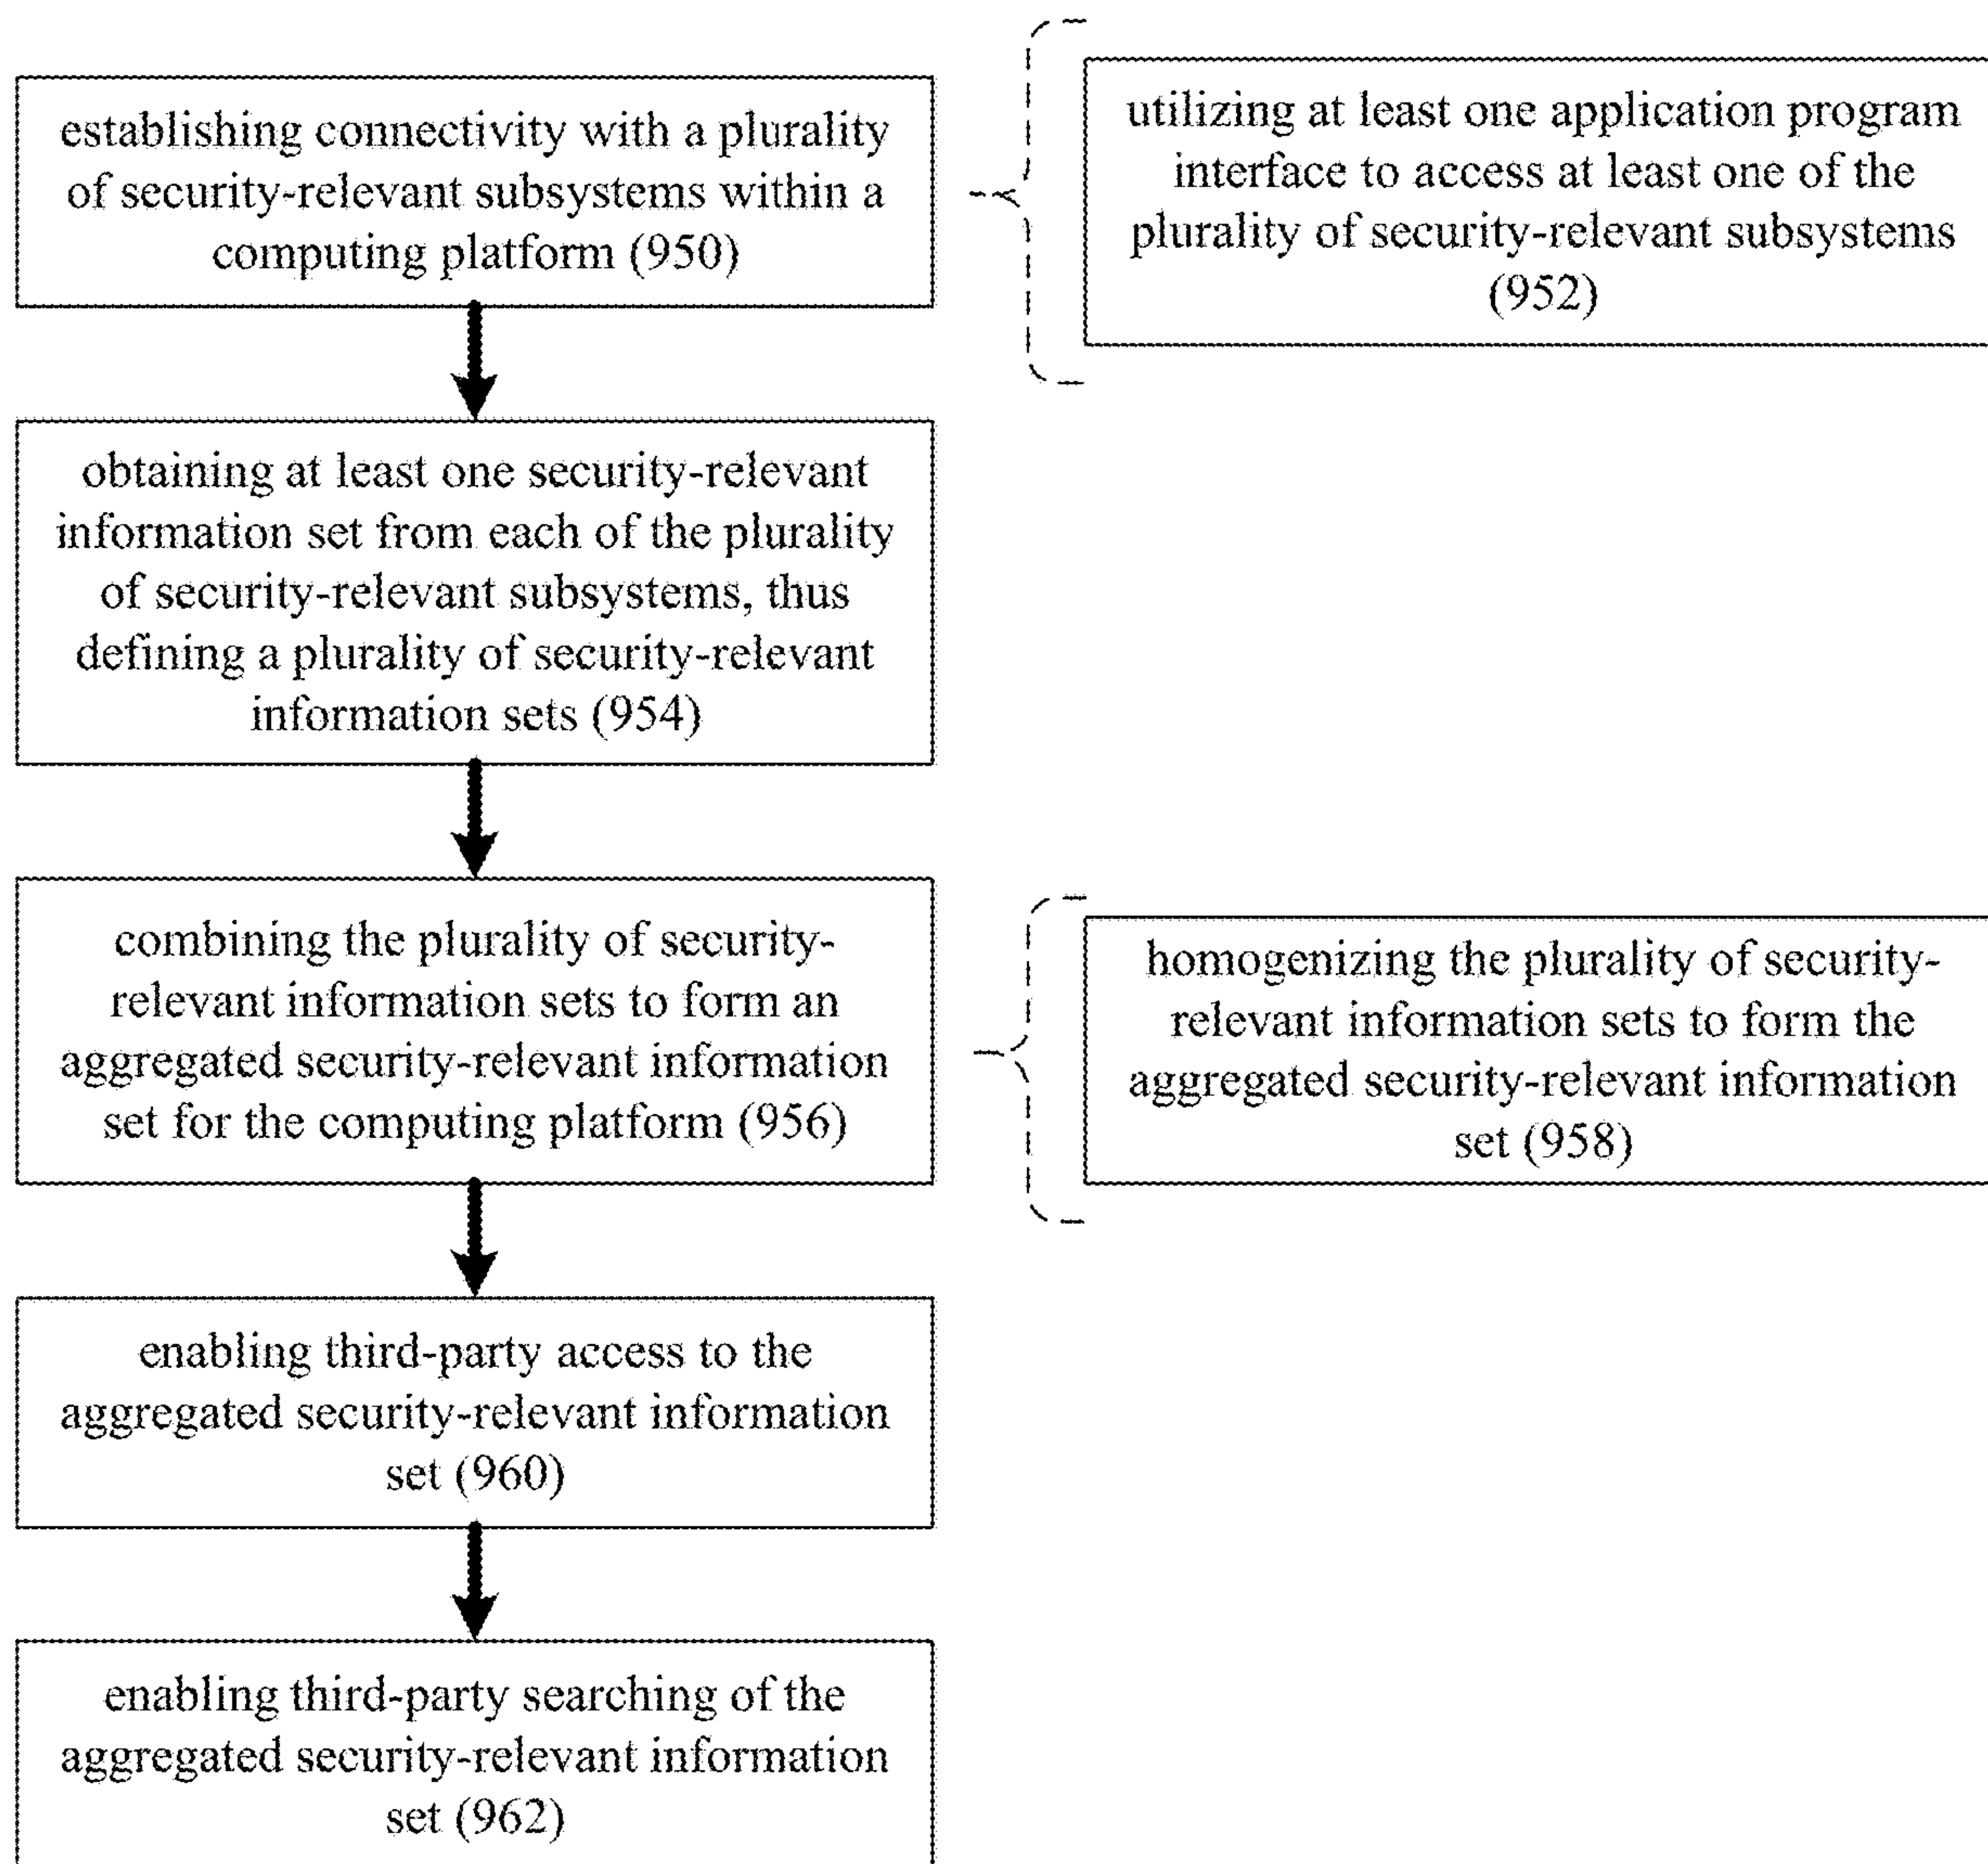 establishing connectivity with a plurality
of security-relevant subsystems within a
computing platform (950)
utilizing at least one application program
interface to access at least one of the
plurality of security-relevant subsystems
(952)
obtaining at least one security-relevant
information set from each of the plurality
of security-relevant subsystems, thus
defining a plurality of security-relevant
information sets (954)
combining the plurality of security-
relevant information sets to form an
aggregated security-relevant information
set for the computing platform (956)
homogenizing the plurality of security-
relevant information sets to form the
aggregated security-relevant information
set (958)
enabling third-party access to the
aggregated security-relevant information
set (960)
enabling third-party searching of the
aggregated security-relevant information
set (962)